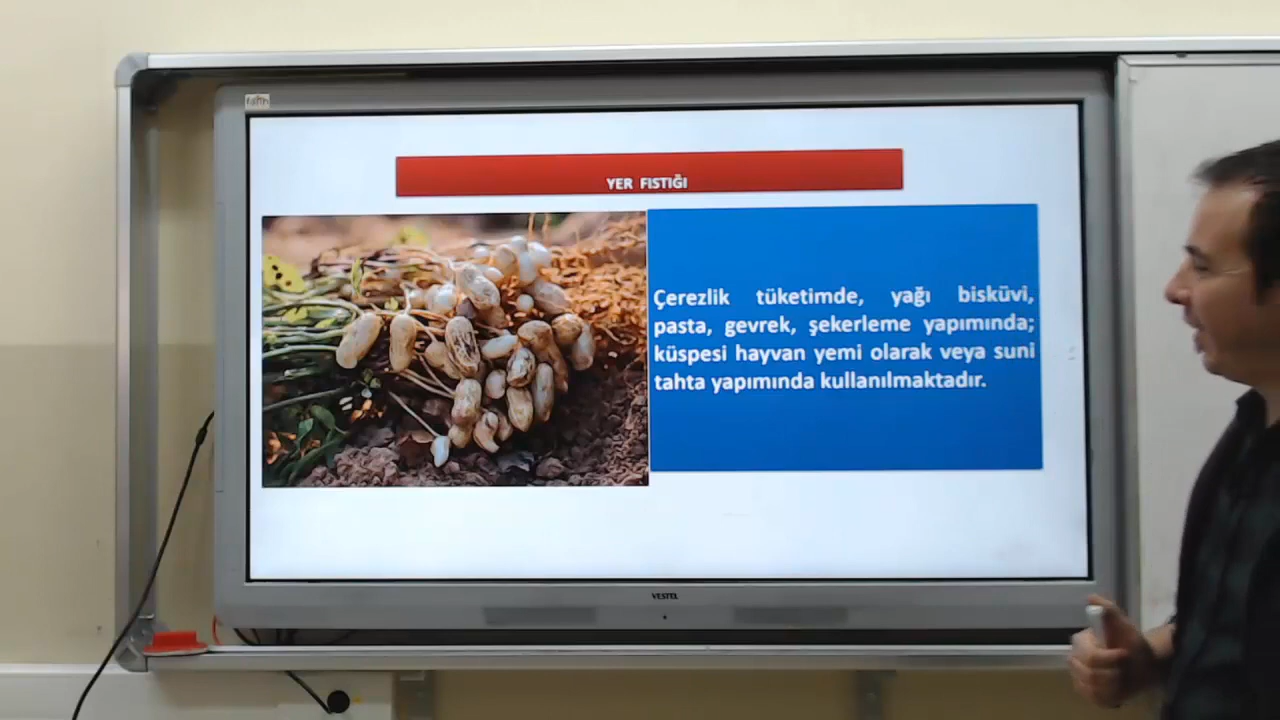 YER FISTIĞI
Çerezlik tüketimde, yağı bisküvi,
pasta, gevrek, şekerleme yapımında;
küspesi hayvan yemi olarak veya suni
tahta yapımında kullanılmaktadır.
VESTEL